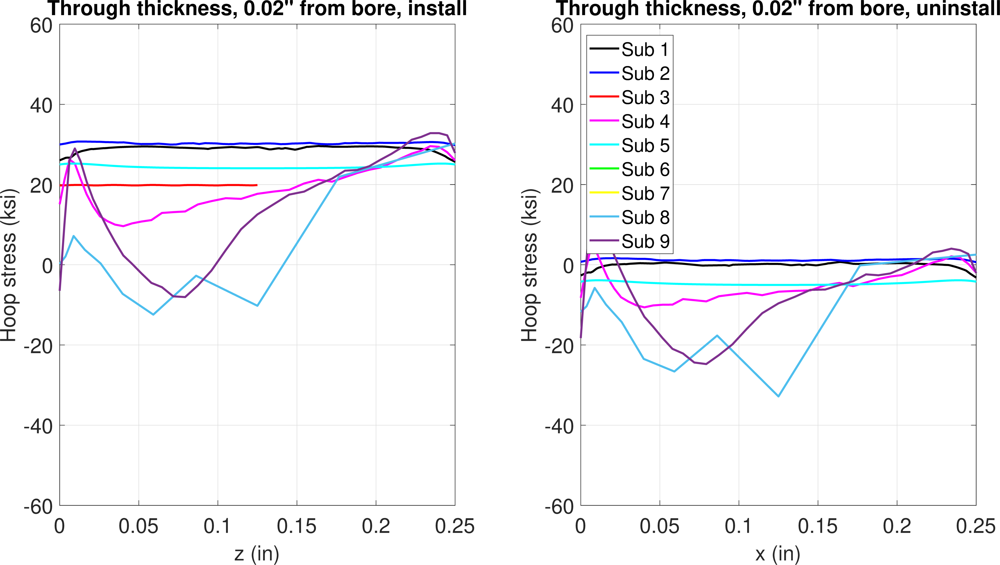 Through thickness, 0.02" from bore, install
60
40
20
0
-20
-40
-60
Hoop stress (ksi)
0 0.05 0.1 0.15 0.2 0.25
z (in)
Through thickness, 0.02" from bore, uninstall
60
40
20
0
-20
-40
-60
Hoop stress (ksi)
Sub 1
Sub 2
Sub 3
Sub 4
Sub 5
Sub 6
Sub 7
Sub 8
Sub 9
0 0.05 0.1 0.15 0.2 0.25
x (in)